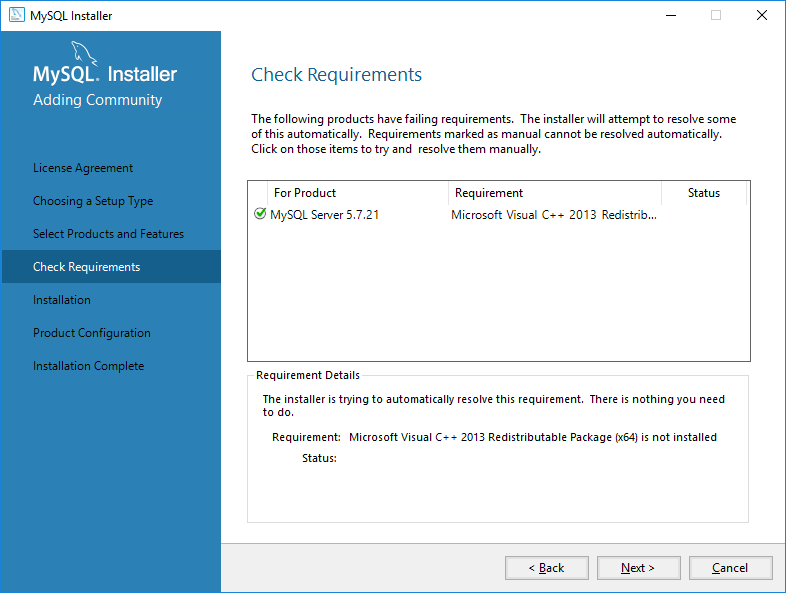 MySQL Installer
MySQL. Installer
Adding Community
License Agreement
Choosing a Setup Type
Select Products and Features
Check Requirements
Installation
Product Configuration
Installation Complete
Check Requirements
The following products have failing requirements.  The installer will attempt to resolve some
of this automatically.  Requirements marked as manual cannot be resolved automatically.
Click on those items to try and  resolve them manually.
For Product Requirement Status
MySQL Server 5.7.21 Microsoft Visual C++ 2013 Redistrib...
Requirement Details
The installer is trying to automatically resolve this requirement.  There is nothing you need
to do.
Requirement: Microsoft Visual C++ 2013 Redistributable Package (x64) is not installed
Status:
< Back Next > Cancel